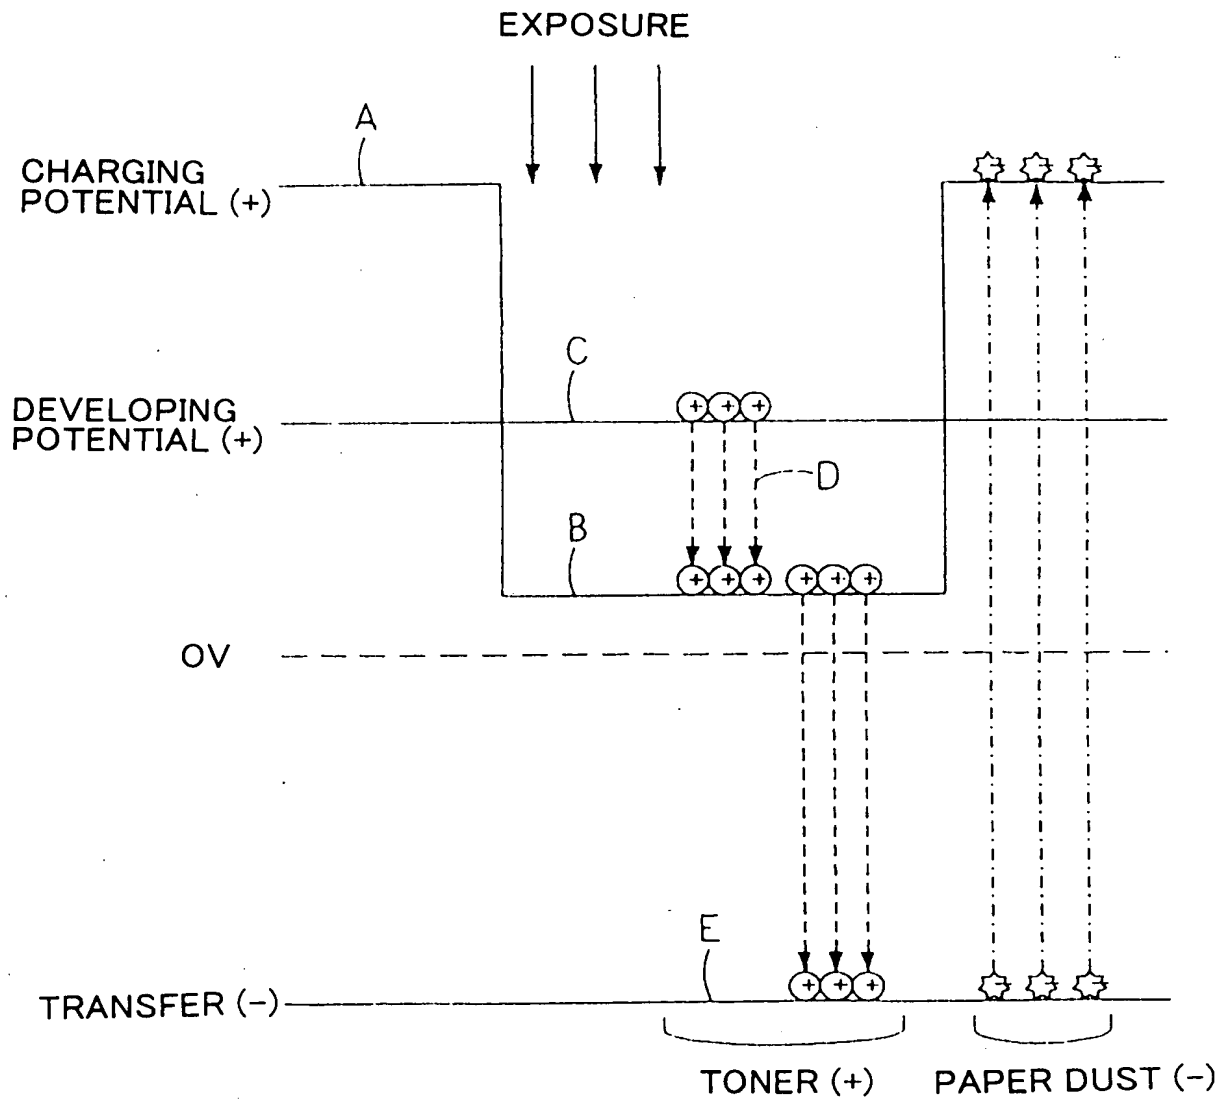 EXPOSURE
A
CHARGING
POTENTIAL (+)
C
DEVELOPING
POTENTIAL (+)
+ + +
D
B
+ + + + + +
OV
E
TRANSFER (-)
+ + +
TONER (+) PAPER DUST (-)